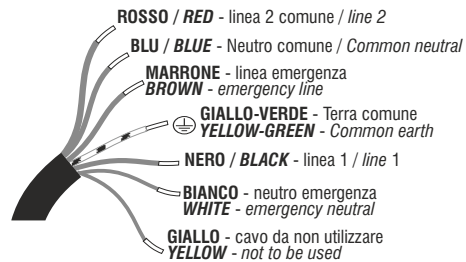 ROSSO / RED - linea 2 comune / line 2
BLU / BLUE - Neutro comune / Common neutral
MARRONE - linea emergenza
BROWN - emergency line
GIALLO-VERDE - Terra comune
YELLOW-GREEN - Common earth
NERO / BLACK - linea 1 / line 1
BIANCO - neutro emergenza
WHITE - emergency neutral
GIALLO - cavo da non utilizzare
YELLOW - not to be used